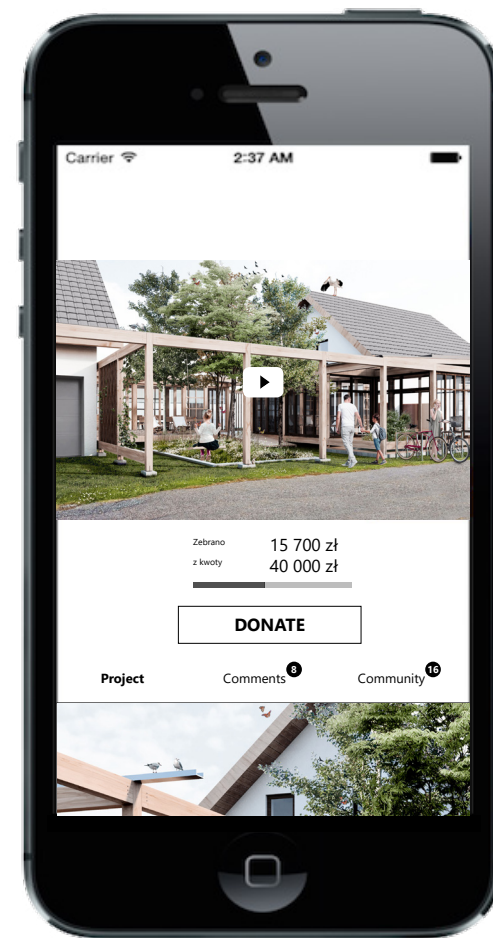 Carrier 2:37 AM
Zebrano 15 700 zł
z kwoty 40 000 zł
DONATE
Project Comments 8 Community 16